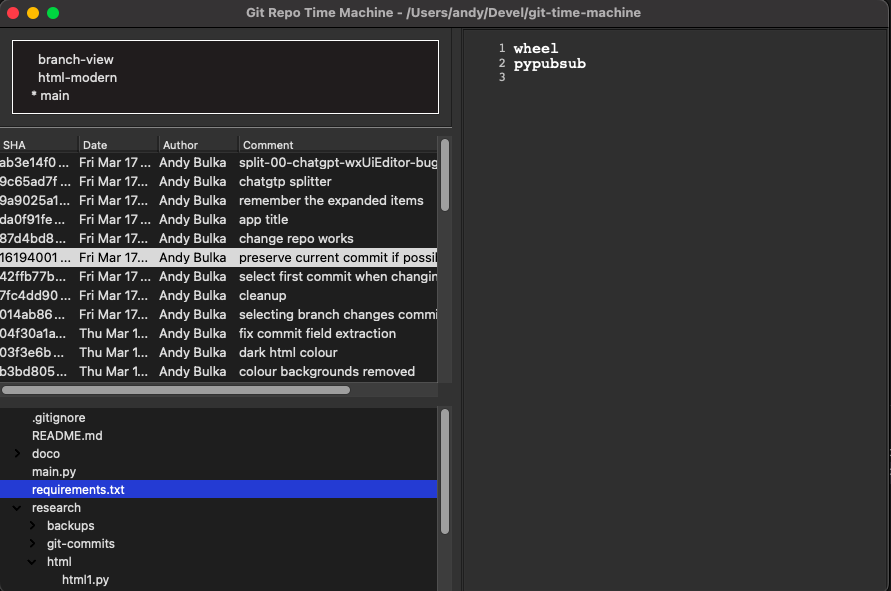 Git Repo Time Machine - /Users/andy/Devel/git-time-machine
branch-view
html-modern
* main
SHA Date Author Comment
ab3e14f0... Fri Mar 17... Andy Bulka split-00-chatgpt-wxUiEditor-bug
9c65ad7f... Fri Mar 17... Andy Bulka chatgtp splitter
9a9025a1... Fri Mar 17... Andy Bulka remember the expanded items
da0f91fe... Fri Mar 17... Andy Bulka app title
87d4bd8... Fri Mar 17... Andy Bulka change repo works
16194001... Fri Mar 17... Andy Bulka preserve current commit if possil
42ffb77b... Fri Mar 17... Andy Bulka select first commit when changin
7fc4dd90... Fri Mar 17... Andy Bulka cleanup
014ab86... Fri Mar 17... Andy Bulka selecting branch changes commi
04f30a1a... Thu Mar 1... Andy Bulka fix commit field extraction
03f3e6b... Thu Mar 1... Andy Bulka dark html colour
b3bd805... Thu Mar 1... Andy Bulka colour backgrounds removed
.gitignore
README.md
doco
main.py
requirements.txt
research
backups
git-commits
html
html1.py
1 wheel
2 pypubsub
3